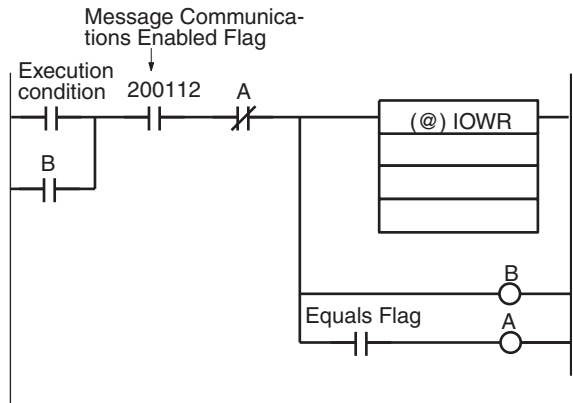 Message Communica-
tions Enabled Flag
Execution
condition
200112
A
(@) IOWR
B
B
Equals Flag
A